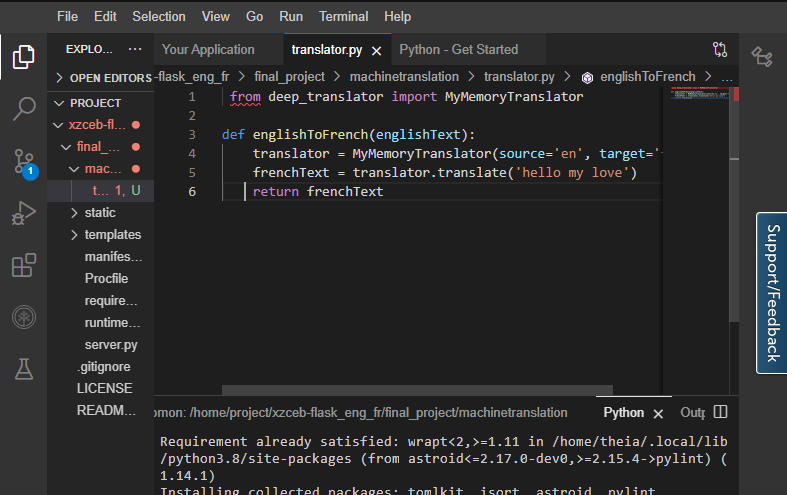 File Edit Selection View Go Run Terminal Help
EXPLO... ... Your Application translator.py × Python - Get Started
> OPEN EDITORS
-flask_eng_fr > final_project > machinetranslation > translator.py > englishToFrench > ...
PROJECT
xzceb-fl...
final_...
mac...
t... 1, U
static
templates
manifes...
Procfile
require...
runtime...
server.py
.gitignore
LICENSE
READM...
1 from deep_translator import MyMemoryTranslator
2
3 def englishToFrench(englishText):
4 translator = MyMemoryTranslator(source='en', target='
5 frenchText = translator.translate('hello my love')
6 return frenchText
1
Support/Feedback
omon: /home/project/xzceb-flask_eng_fr/final_project/machinetranslation Python × Outp
Requirement already satisfied: wrapt<2,>=1.11 in /home/theia/.local/lib
/python3.8/site-packages (from astroid<=2.17.0-dev0,>=2.15.4->pylint) (
1.14.1)
Installing collected packages: tomlkit, isort, astroid, pylint